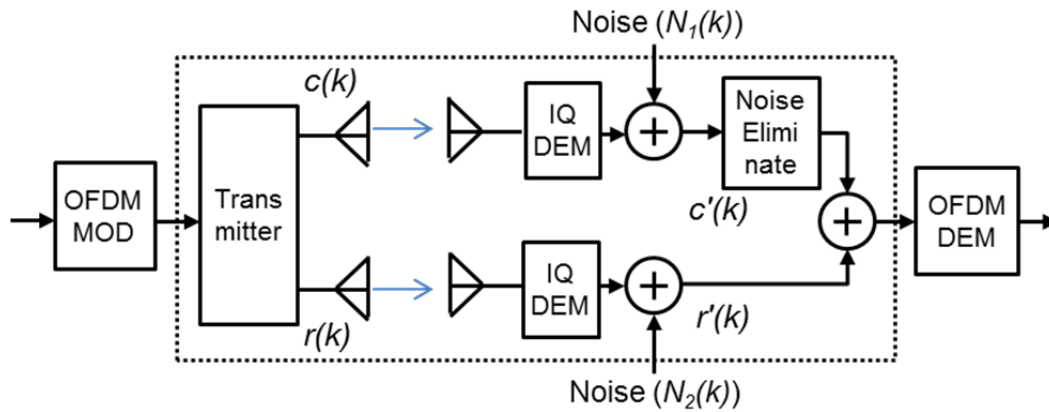 Noise (N1(k))
c(k)
IQ
DEM
Noise
Elimi
nate
OFDM
MOD
Trans
mitter
c'(k)
OFDM
DEM
IQ
DEM
r(k)
r'(k)
Noise (N2(k))